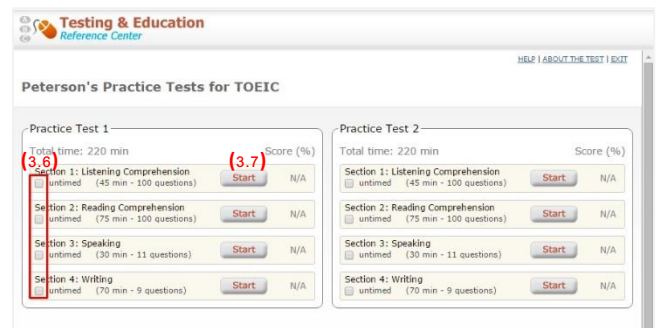 Testing & Education
Reference Center
HELP | ABOUT THE TEST | EXIT
Peterson's Practice Tests for TOEIC
Practice Test 1
Total time: 220 min Score (%)
(3.6) (3.7)
Section 1: Listening Comprehension
untimed (45 min - 100 questions) Start N/A
Section 2: Reading Comprehension
untimed (75 min - 100 questions) Start N/A
Section 3: Speaking
untimed (30 min - 11 questions) Start N/A
Section 4: Writing
untimed (70 min - 9 questions) Start N/A
Practice Test 2
Total time: 220 min Score (%)
Section 1: Listening Comprehension
untimed (45 min - 100 questions) Start N/A
Section 2: Reading Comprehension
untimed (75 min - 100 questions) Start N/A
Section 3: Speaking
untimed (30 min - 11 questions) Start N/A
Section 4: Writing
untimed (70 min - 9 questions) Start N/A